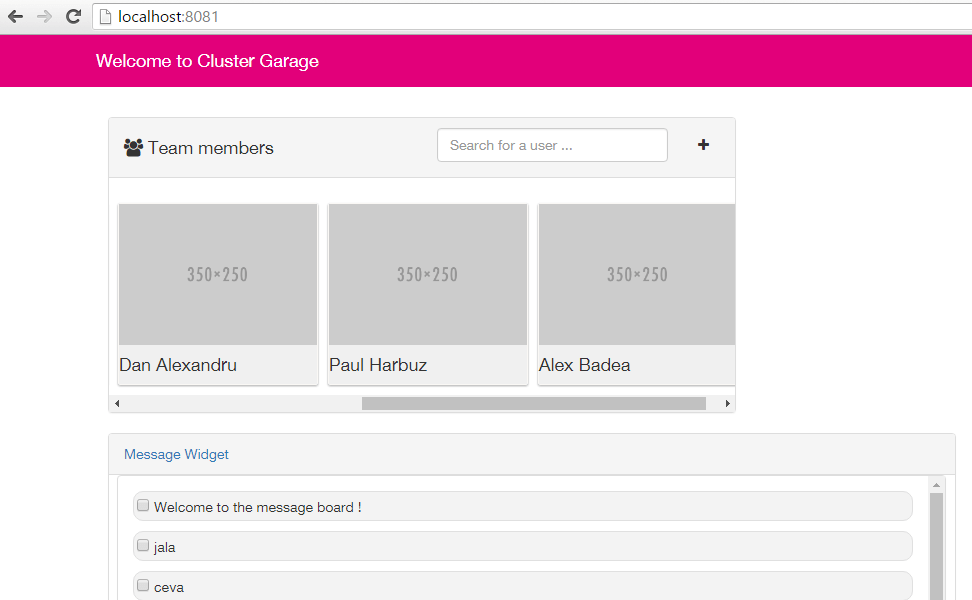 localhost:8081
Welcome to Cluster Garage
Team members
Search for a user ...
350×250 350×250 350×250
Dan Alexandru Paul Harbuz Alex Badea
Message Widget
Welcome to the message board !
jala
ceva